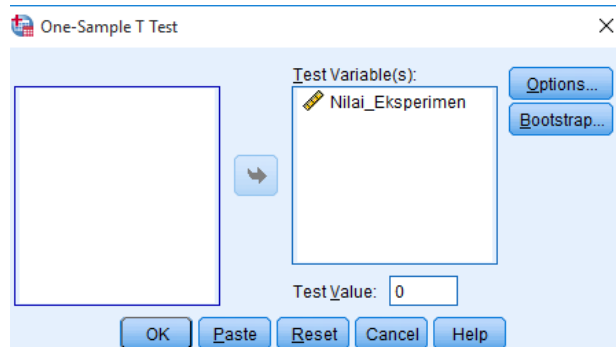 One-Sample T Test
Test Variable(s):
Nilai_Eksperimen
Options...
Bootstrap...
Test Value: 0
OK Paste Reset Cancel Help